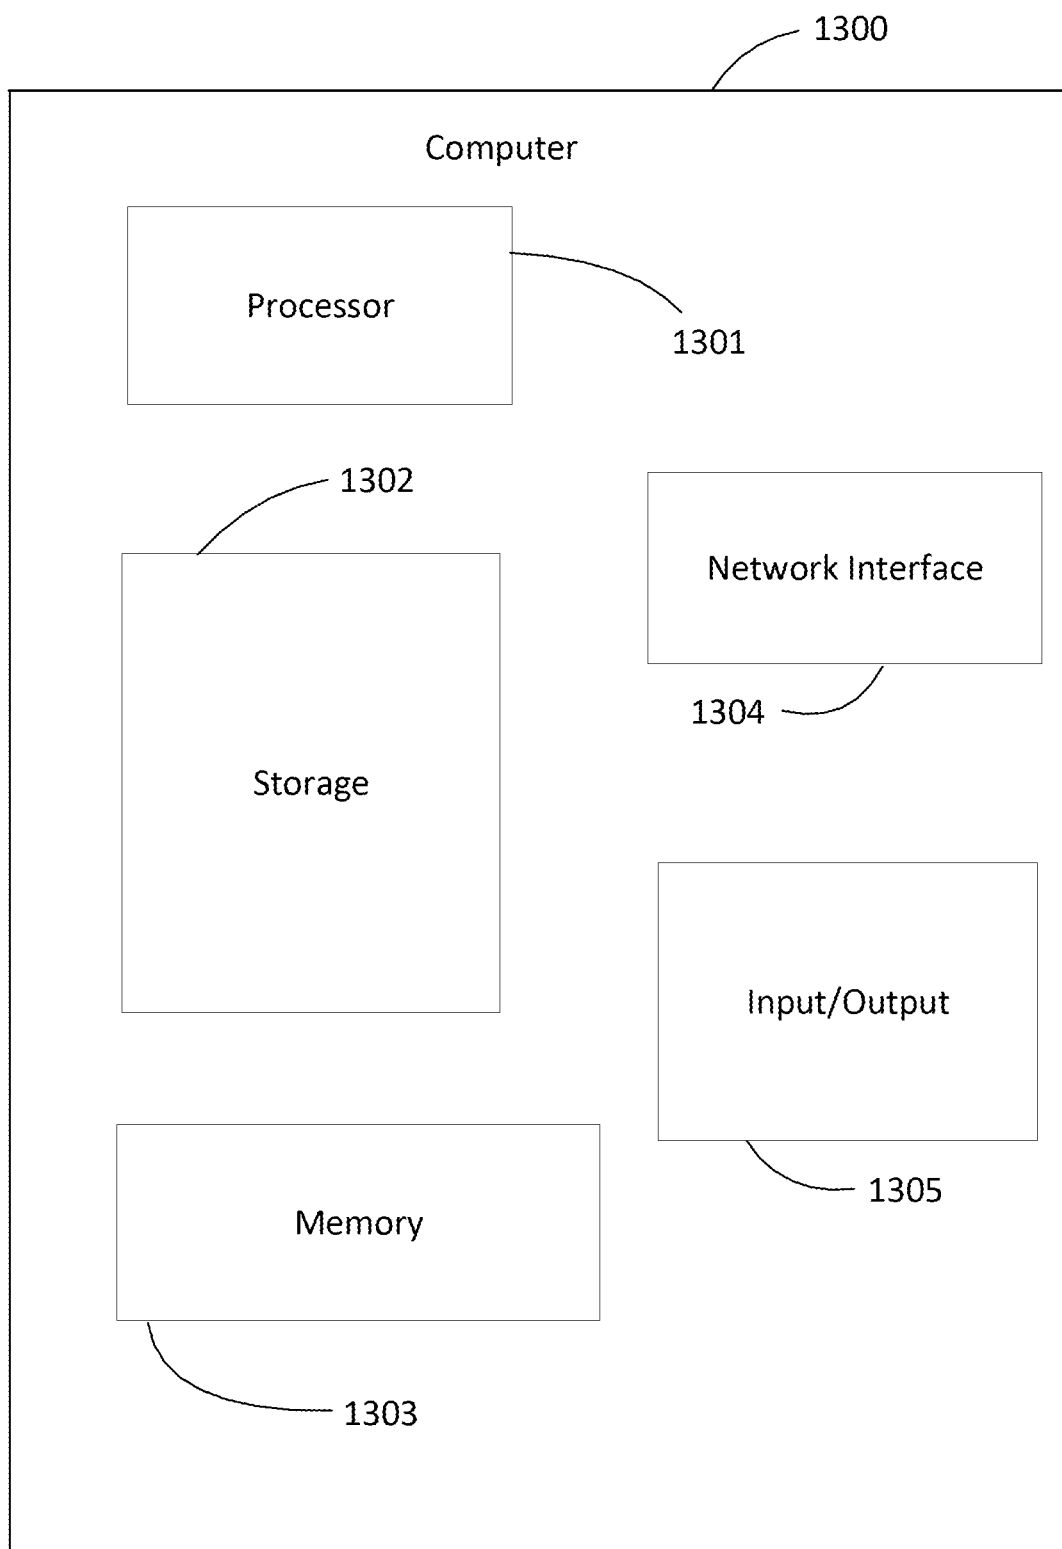 1300
Computer
Processor
1301
1302
Network Interface
1304
Storage
Input/Output
1305
Memory
1303